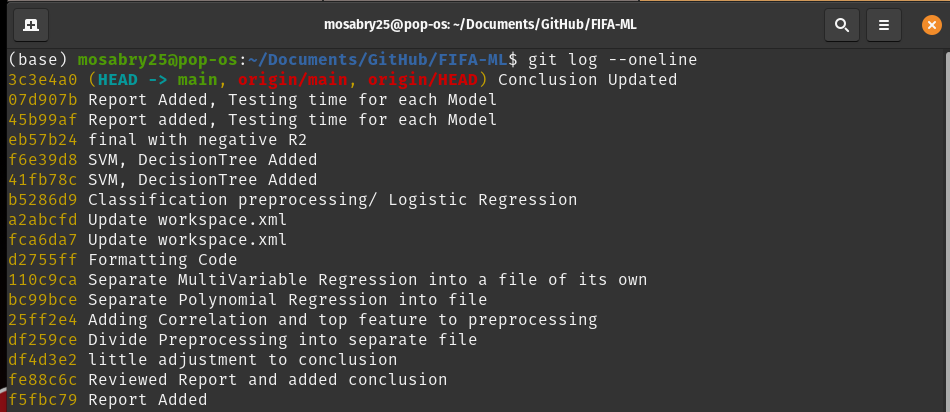 mosabry25@pop-os: ~/Documents/GitHub/FIFA-ML
(base) mosabry25@pop-os:~/Documents/GitHub/FIFA-ML$ git log --oneline
3c3e4a0 (HEAD -> main, origin/main, origin/HEAD) Conclusion Updated
07d907b Report Added, Testing time for each Model
45b99af Report added, Testing time for each Model
eb57b24 final with negative R2
f6e39d8 SVM, DecisionTree Added
41fb78c SVM, DecisionTree Added
b5286d9 Classification preprocessing/ Logistic Regression
a2abcfd Update workspace.xml
fca6da7 Update workspace.xml
d2755ff Formatting Code
110c9ca Separate MultiVariable Regression into a file of its own
bc99bce Separate Polynomial Regression into file
25ff2e4 Adding Correlation and top feature to preprocessing
df259ce Divide Preprocessing into separate file
df4d3e2 little adjustment to conclusion
fe88c6c Reviewed Report and added conclusion
f5fbc79 Report Added